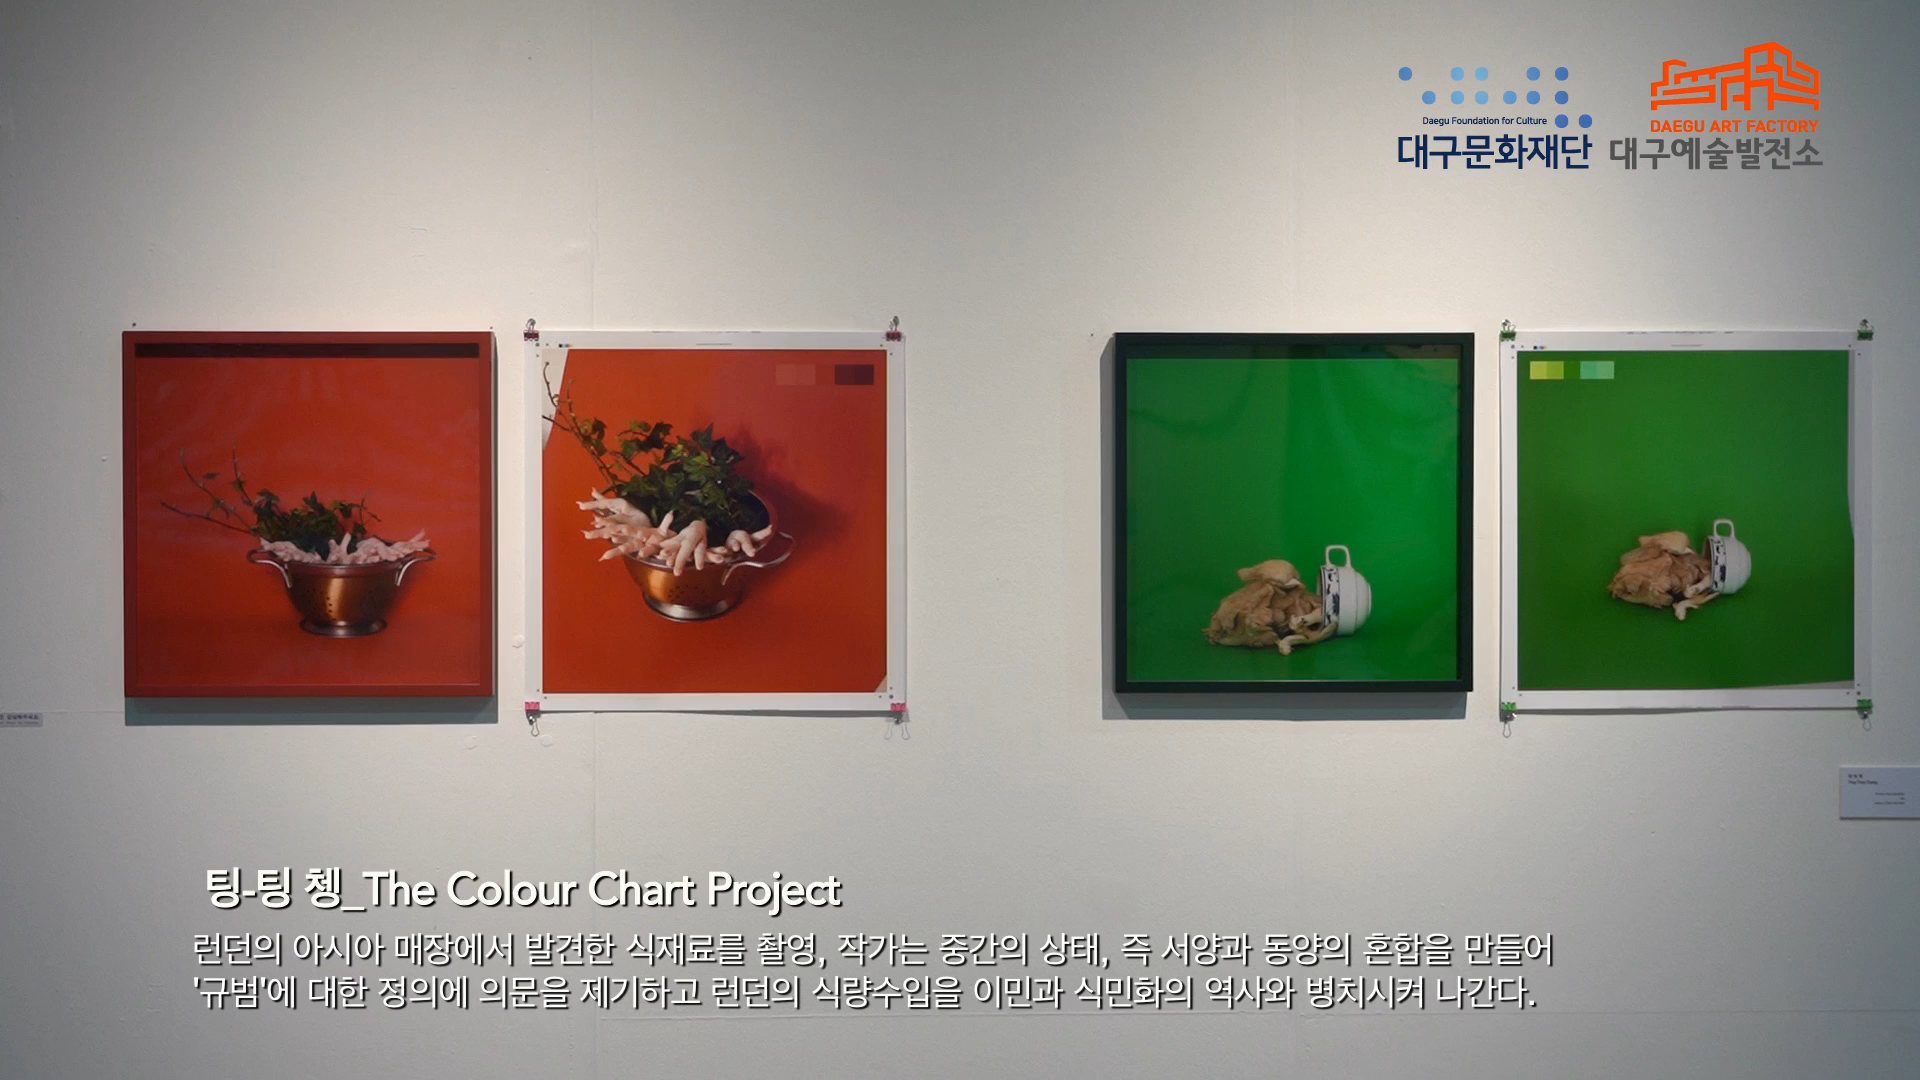 Daegu Foundation for Culture
대구문화재단
DAEGU ART FACTORY
대구예술발전소
팅-팅 쳉_The Colour Chart Project
런던의 아시아 매장에서 발견한 식재료를 촬영, 작가는 중간의 상태, 즉 서양과 동양의 혼합을 만들어
'규범'에 대한 정의에 의문을 제기하고 런던의 식량수입을 이민과 식민화의 역사와 병치시켜 나간다.